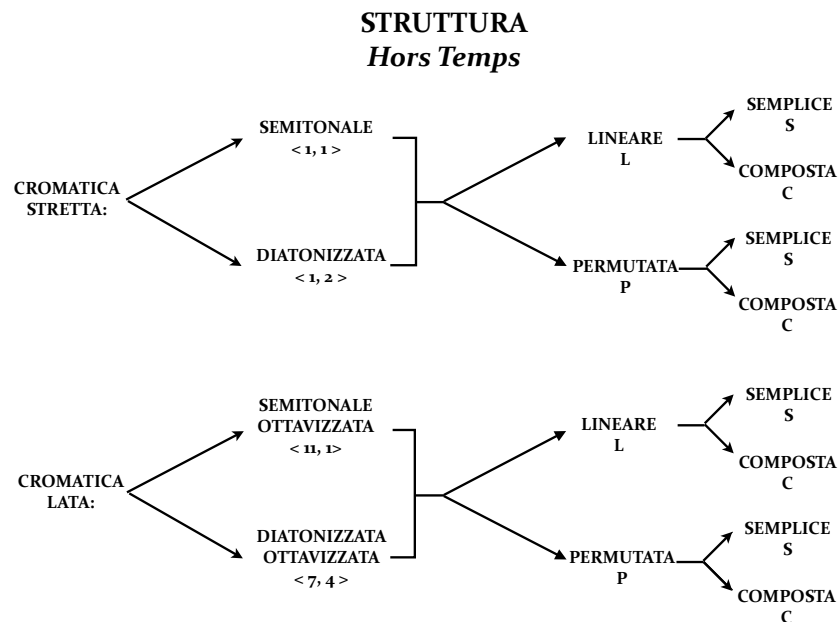 STRUTTURA
Hors Temps
CROMATICA
STRETTA:
SEMITONALE
< 1, 1 >
DIATONIZZATA
< 1, 2 >
LINEARE
L
SEMPLICE
S
COMPOSTA
C
PERMUTATA
P
SEMPLICE
S
COMPOSTA
C
CROMATICA
LATA:
SEMITONALE
OTTAVIZZATA
< 11, 1>
DIATONIZZATA
OTTAVIZZATA
< 7, 4 >
LINEARE
L
SEMPLICE
S
COMPOSTA
C
PERMUTATA
P
SEMPLICE
S
COMPOSTA
C